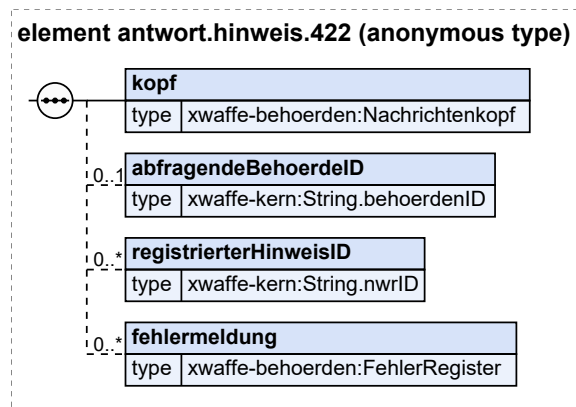 element antwort.hinweis.422 (anonymous type)
kopf
type xwaffe-behoerden:Nachrichtenkopf
0..1 abfragendeBehoerdeID
type xwaffe-kern:String.behoerdenID
0..* registrierterHinweisID
type xwaffe-kern:String.nwrID
0..* fehlermeldung
type xwaffe-behoerden:FehlerRegister